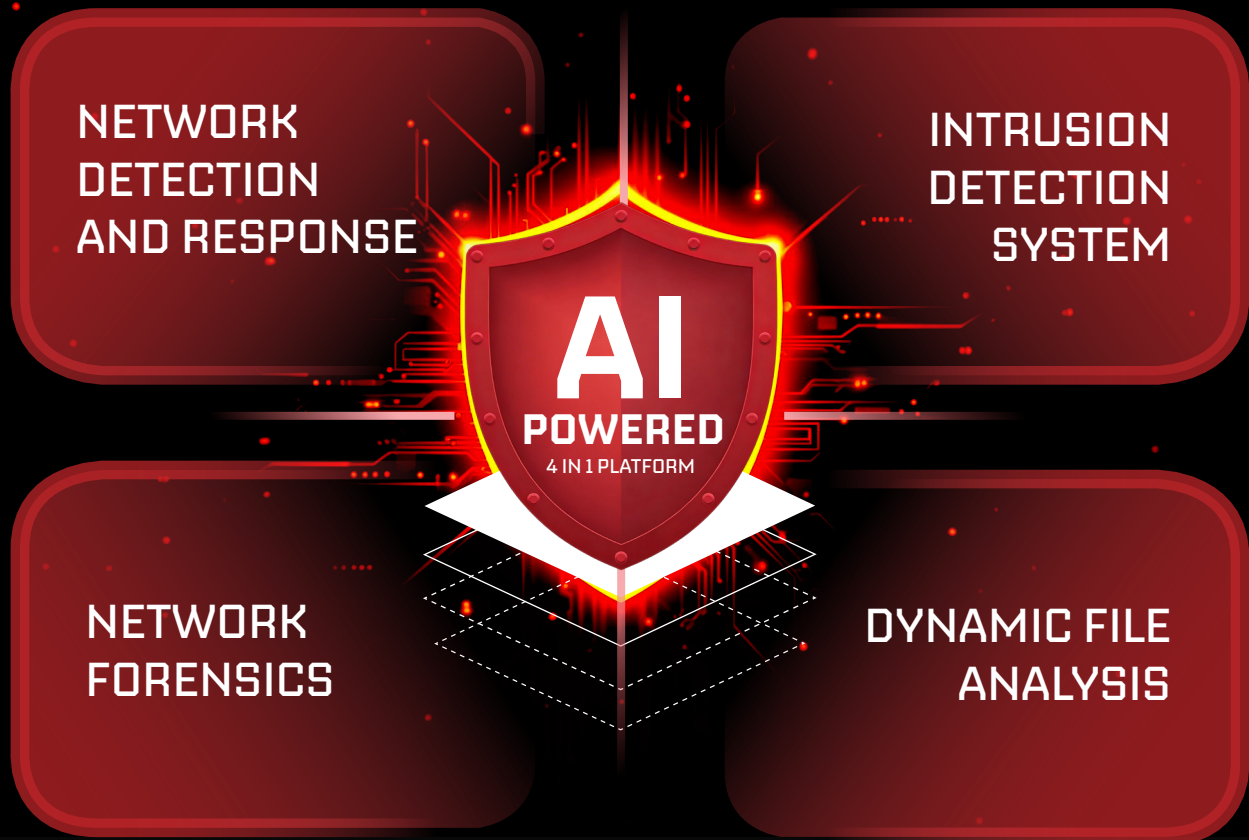 NETWORK
DETECTION
AND RESPONSE
INTRUSION
DETECTION
SYSTEM
AI
POWERED
4 IN 1 PLATFORM
NETWORK
FORENSICS
DYNAMIC FILE
ANALYSIS